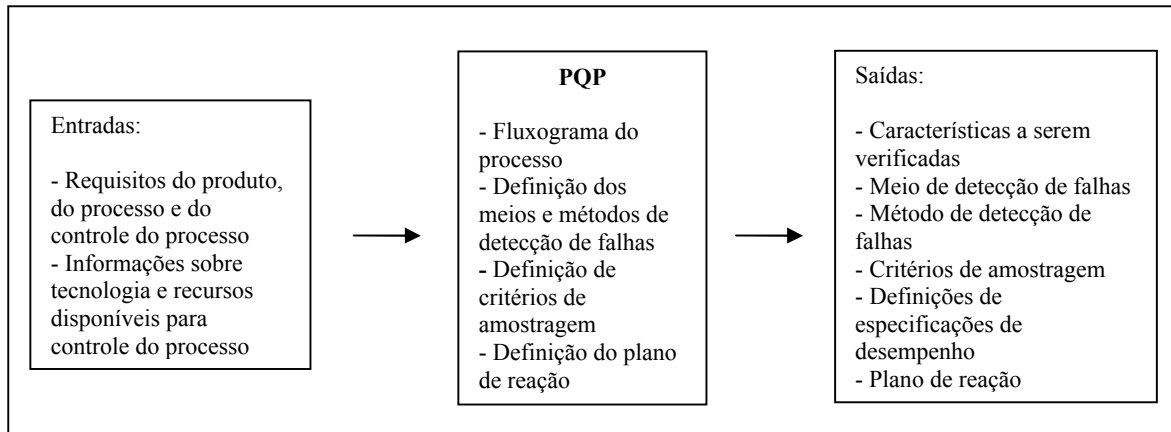 Entradas:
- Requisitos do produto,
do processo e do
controle do processo
- Informações sobre
tecnologia e recursos
disponíveis para
controle do processo
PQP
- Fluxograma do
processo
- Definição dos
meios e métodos de
detecção de falhas
- Definição de
critérios de
amostragem
- Definição do plano
de reação
Saídas:
- Características a serem
verificadas
- Meio de detecção de falhas
- Método de detecção de
falhas
- Critérios de amostragem
- Definições de
especificações de
desempenho
- Plano de reação